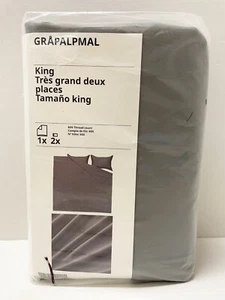 GRÅPALPMAL
King
Très grand deux
places
Tamaño king
1x 2x